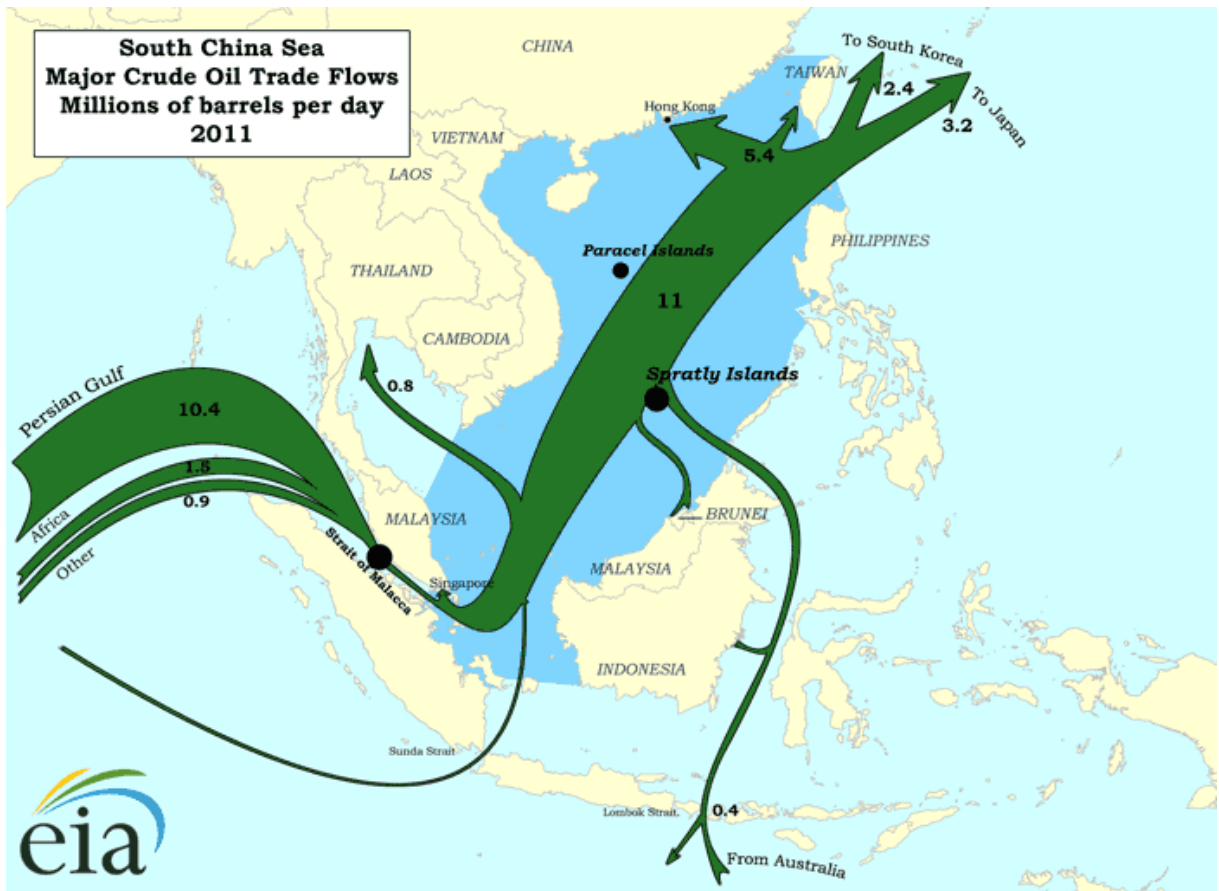 South China Sea
Major Crude Oil Trade Flows
Millions of barrels per day
2011
CHINA
To South Korea
TAIWAN
2.4
To Japan
Hong Kong
3.2
VIETNAM
5.4
LAOS
PHILIPPINES
Paracel Islands
THAILAND
11
CAMBODIA
Spratly Islands
0.8
Persian Gulf
10.4
1.8
0.9
Africa
Other
MALAYSIA
BRUNEI
Strait of Malacca
Singapore
MALAYSIA
INDONESIA
Sunda Strait
Lombok Strait.
0.4
From Australia
eia